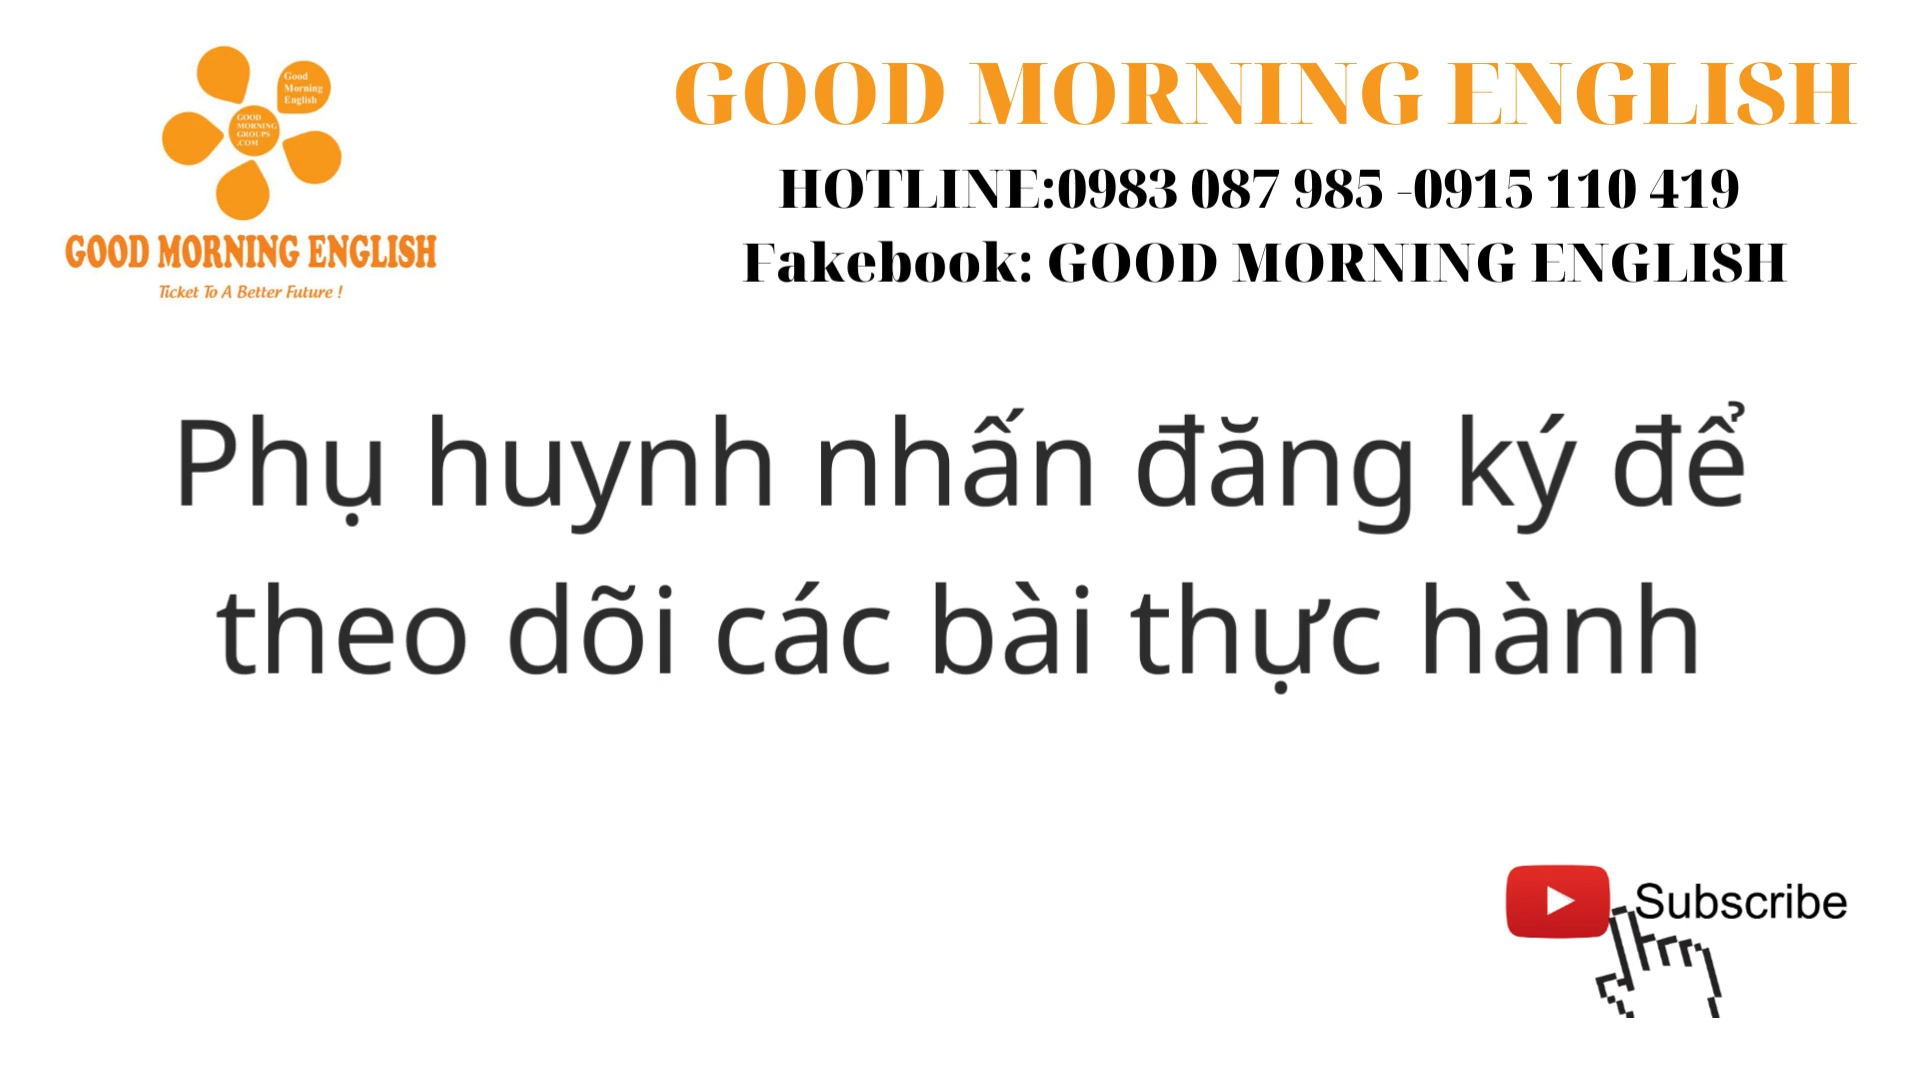 Good
Morning
English
GOOD
MORNING
GROUPS
.COM
GOOD MORNING ENGLISH
Ticket To A Better Future !
GOOD MORNING ENGLISH
HOTLINE:0983 087 985 -0915 110 419
Fakebook: GOOD MORNING ENGLISH
Phụ huynh nhấn đăng ký để
theo dõi các bài thực hành
Subscribe